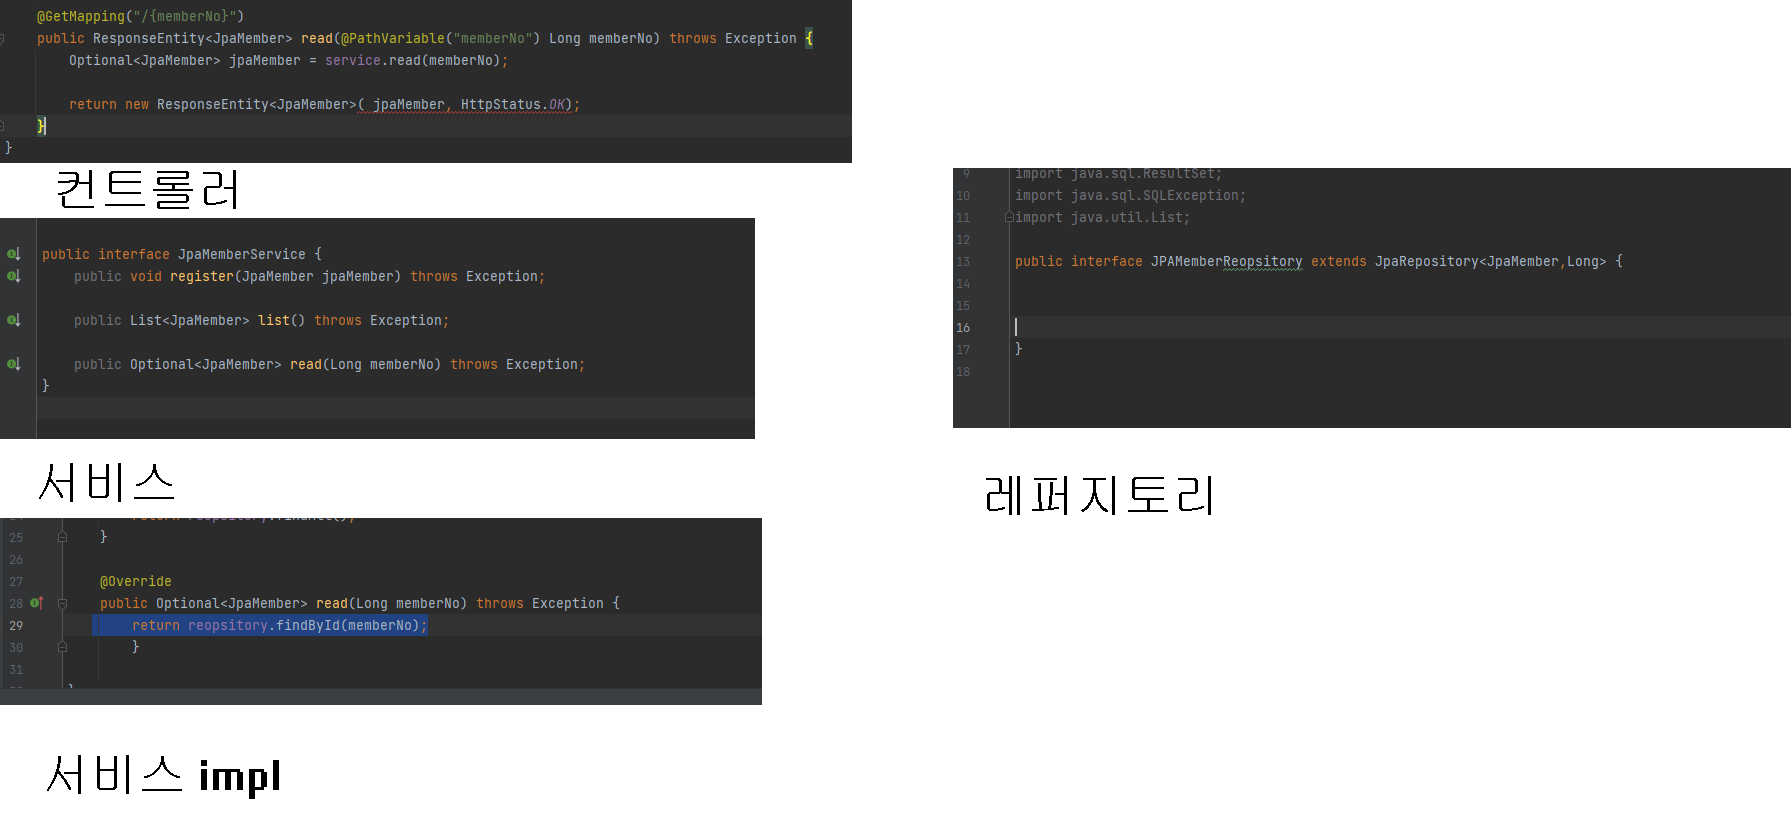 @GetMapping("/{memberNo}")
public ResponseEntity<JpaMember> read(@PathVariable("memberNo") Long memberNo) throws Exception {
Optional<JpaMember> jpaMember = service.read(memberNo);
return new ResponseEntity<JpaMember>( jpaMember, HttpStatus.OK);
}
}
컨트롤러
public interface JpaMemberService {
public void register(JpaMember jpaMember) throws Exception;
public List<JpaMember> list() throws Exception;
public Optional<JpaMember> read(Long memberNo) throws Exception;
}
서비스
return reopsitory.findAll();
25 }
26
27 @Override
28 public Optional<JpaMember> read(Long memberNo) throws Exception {
29 return reopsitory.findById(memberNo);
30 }
31
}
서비스 impl
9 import java.sql.ResultSet;
10 import java.sql.SQLException;
11 import java.util.List;
12
13 public interface JPAMemberReopsitory extends JpaRepository<JpaMember,Long> {
14
15
16
17 }
18
레퍼지토리